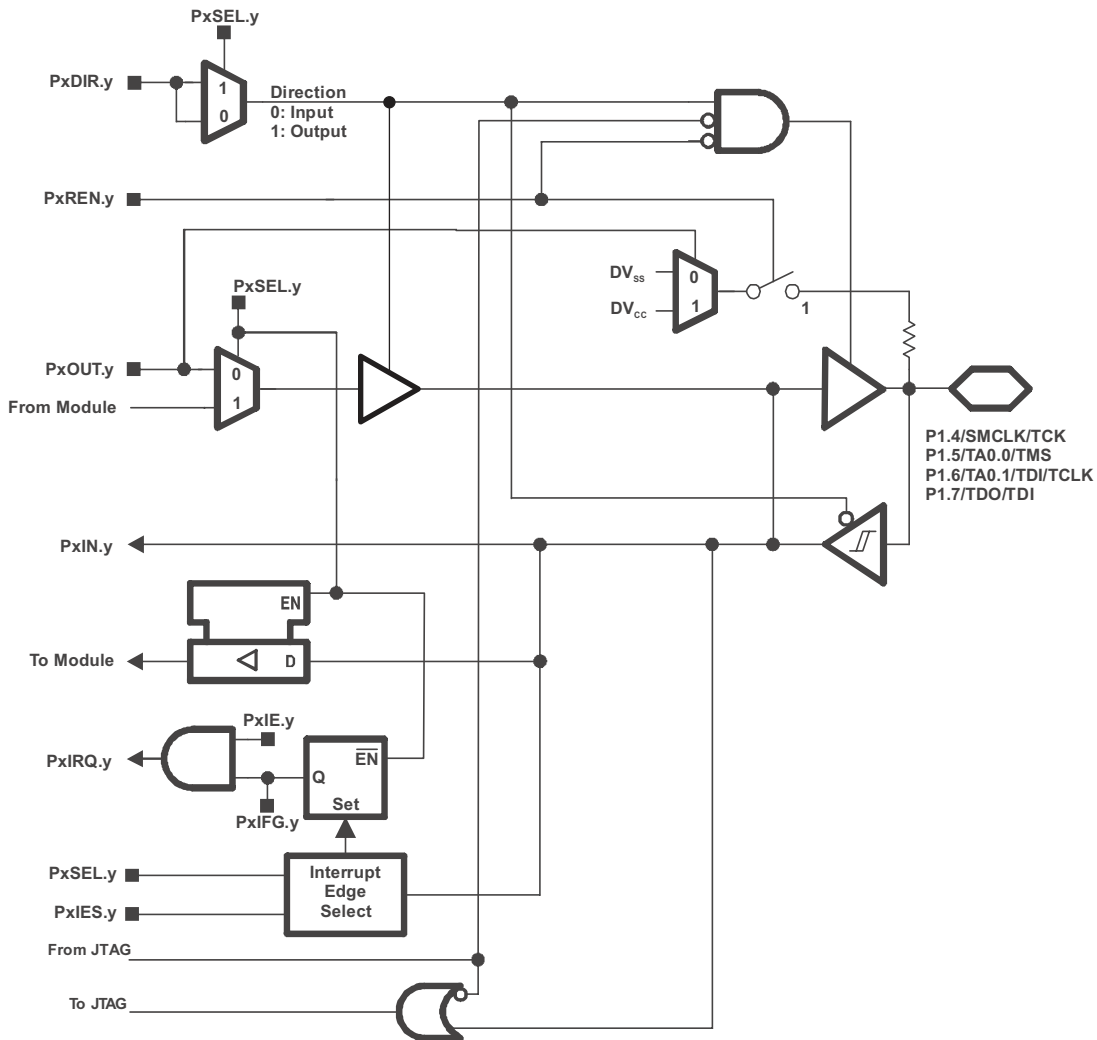 PxSEL.y
PxDIR.y
1
0
Direction
0: Input
1: Output
PxREN.y
DVss
0
DVcc
1
1
PxSEL.y
PxOUT.y
0
From Module
1
P1.4/SMCLK/TCK
P1.5/TA0.0/TMS
P1.6/TA0.1/TDI/TCLK
P1.7/TDO/TDI
PxIN.y
EN
To Module
D
PxIE.y
PxIRQ.y
EN
Q
Set
PxIFG.y
PxSEL.y
Interrupt
Edge
Select
PxIES.y
From JTAG
To JTAG